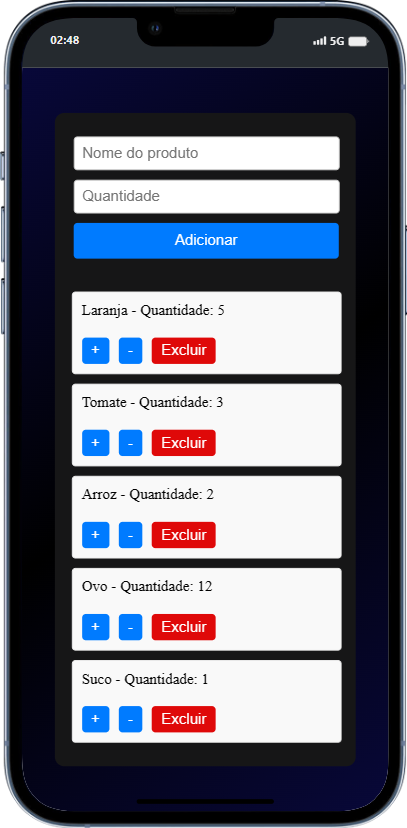 02:48 5G
Nome do produto
Quantidade
Adicionar
Laranja - Quantidade: 5
+ - Excluir
Tomate - Quantidade: 3
+ - Excluir
Arroz - Quantidade: 2
+ - Excluir
Ovo - Quantidade: 12
+ - Excluir
Suco - Quantidade: 1
+ - Excluir